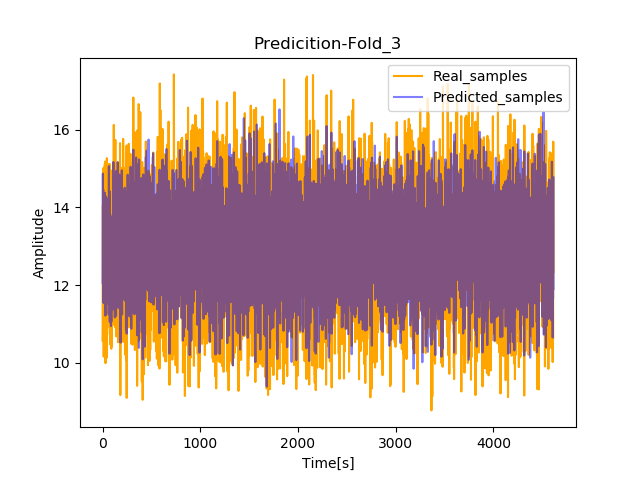 Predicition-Fold_3
Real_samples
Predicted_samples
Amplitude
16
14
12
10
0 1000 2000 3000 4000
Time[s]